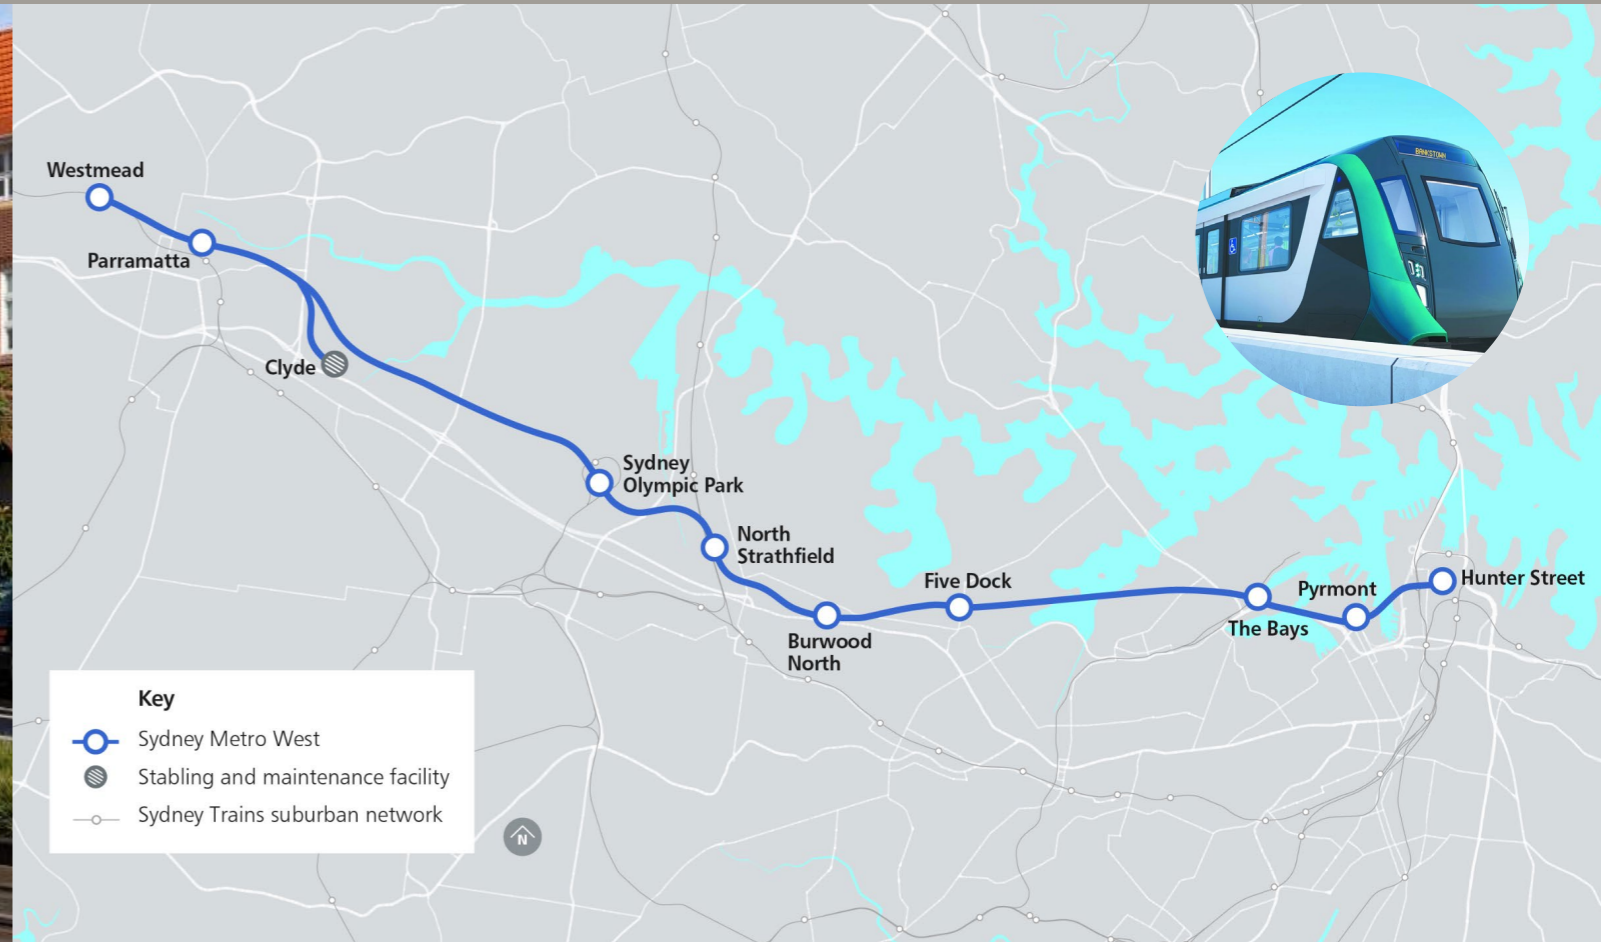 BANKSTOWN
Westmead
Parramatta
Clyde
Sydney
Olympic Park
North
Strathfield
Burwood
North
Five Dock
The Bays
Pyrmont
Hunter Street
Key
Sydney Metro West
Stabling and maintenance facility
Sydney Trains suburban network
N